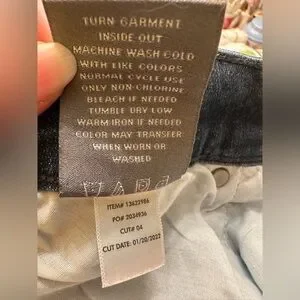 TURN GARMENT
INSIDE OUT
MACHINE WASH COLD
WITH LIKE COLORS
NORMAL CYCLE USE
ONLY NON-CHLORINE
BLEACH IF NEEDED
TUMBLE DRY LOW
WARM IRON IF NEEDED
COLOR MAY TRANSFER
WHEN WORN OR
WASHED
ITEM# 13622986
PO# 2034936
CUT# 04
CUT DATE: 01/20/2022